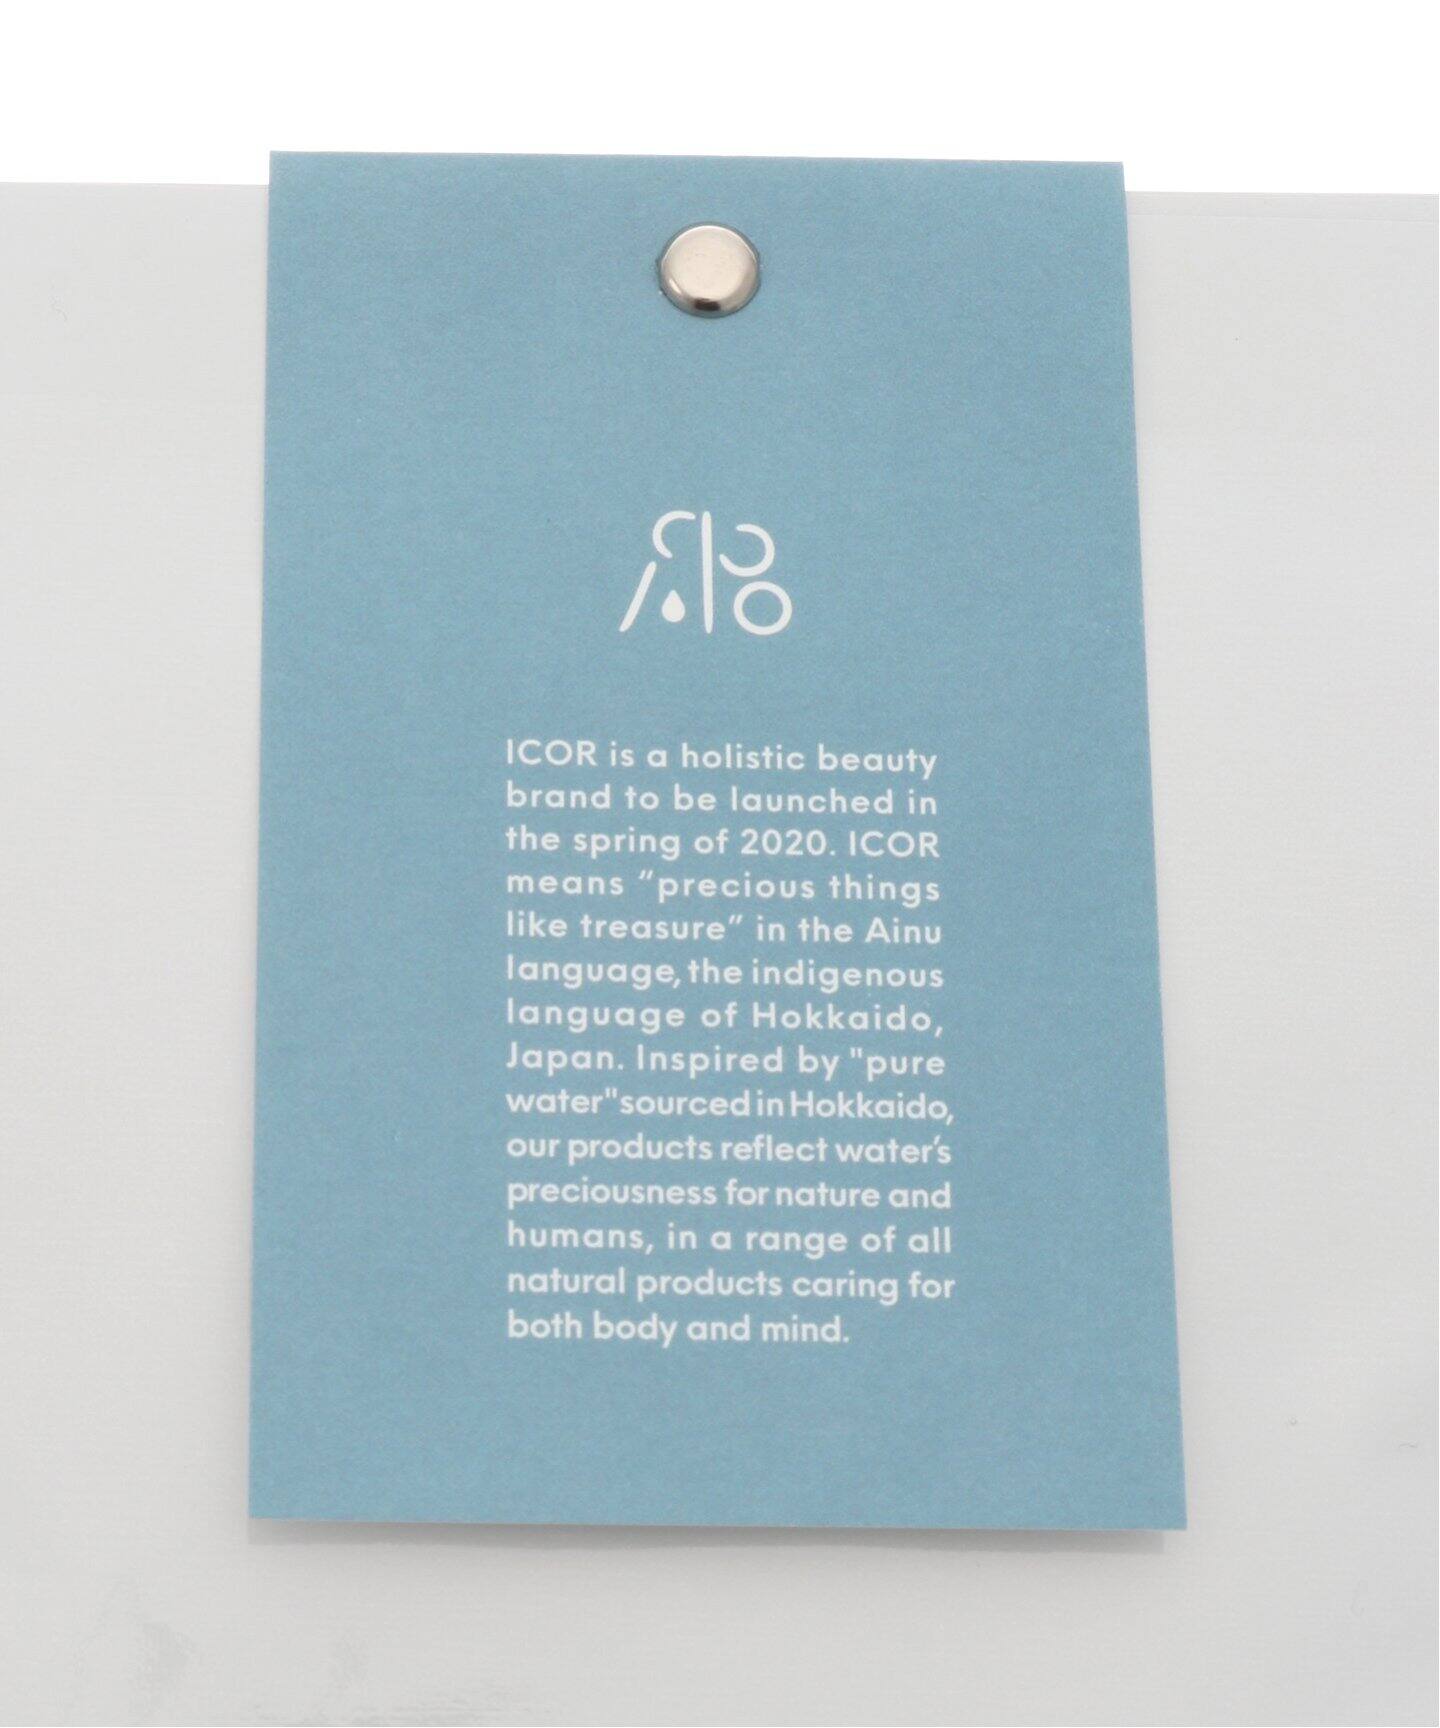 ICOR is a holistic beauty
brand to be launched in
the spring of 2020. ICOR
means “precious things
like treasure” in the Ainu
language, the indigenous
language of Hokkaido,
Japan. Inspired by "pure
water" sourced in Hokkaido,
our products reflect water’s
preciousness for nature and
humans, in a range of all
natural products caring for
both body and mind.